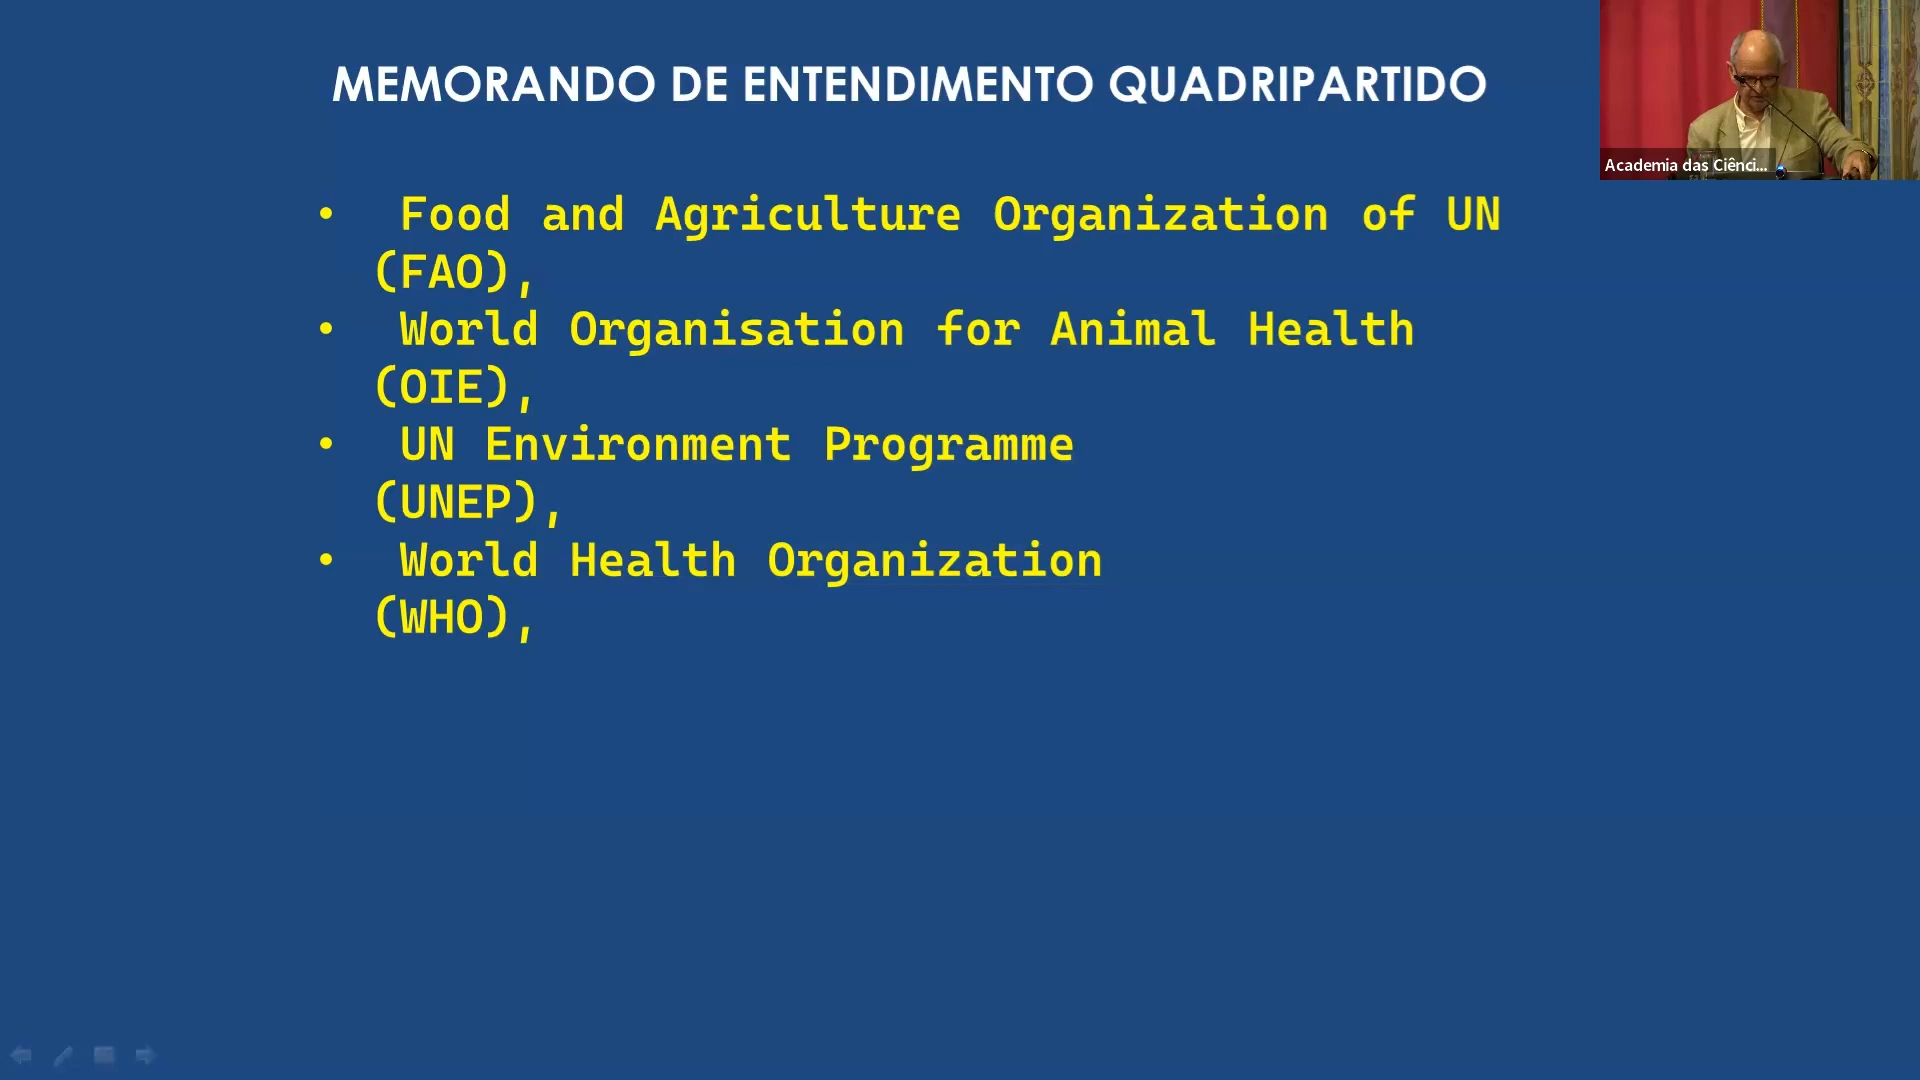 MEMORANDO DE ENTENDIMENTO QUADRIPARTIDO
• Food and Agriculture Organization of UN
(FAO),
• World Organisation for Animal Health
(OIE),
• UN Environment Programme
(UNEP),
• World Health Organization
(WHO),
Academia das Ciênci...